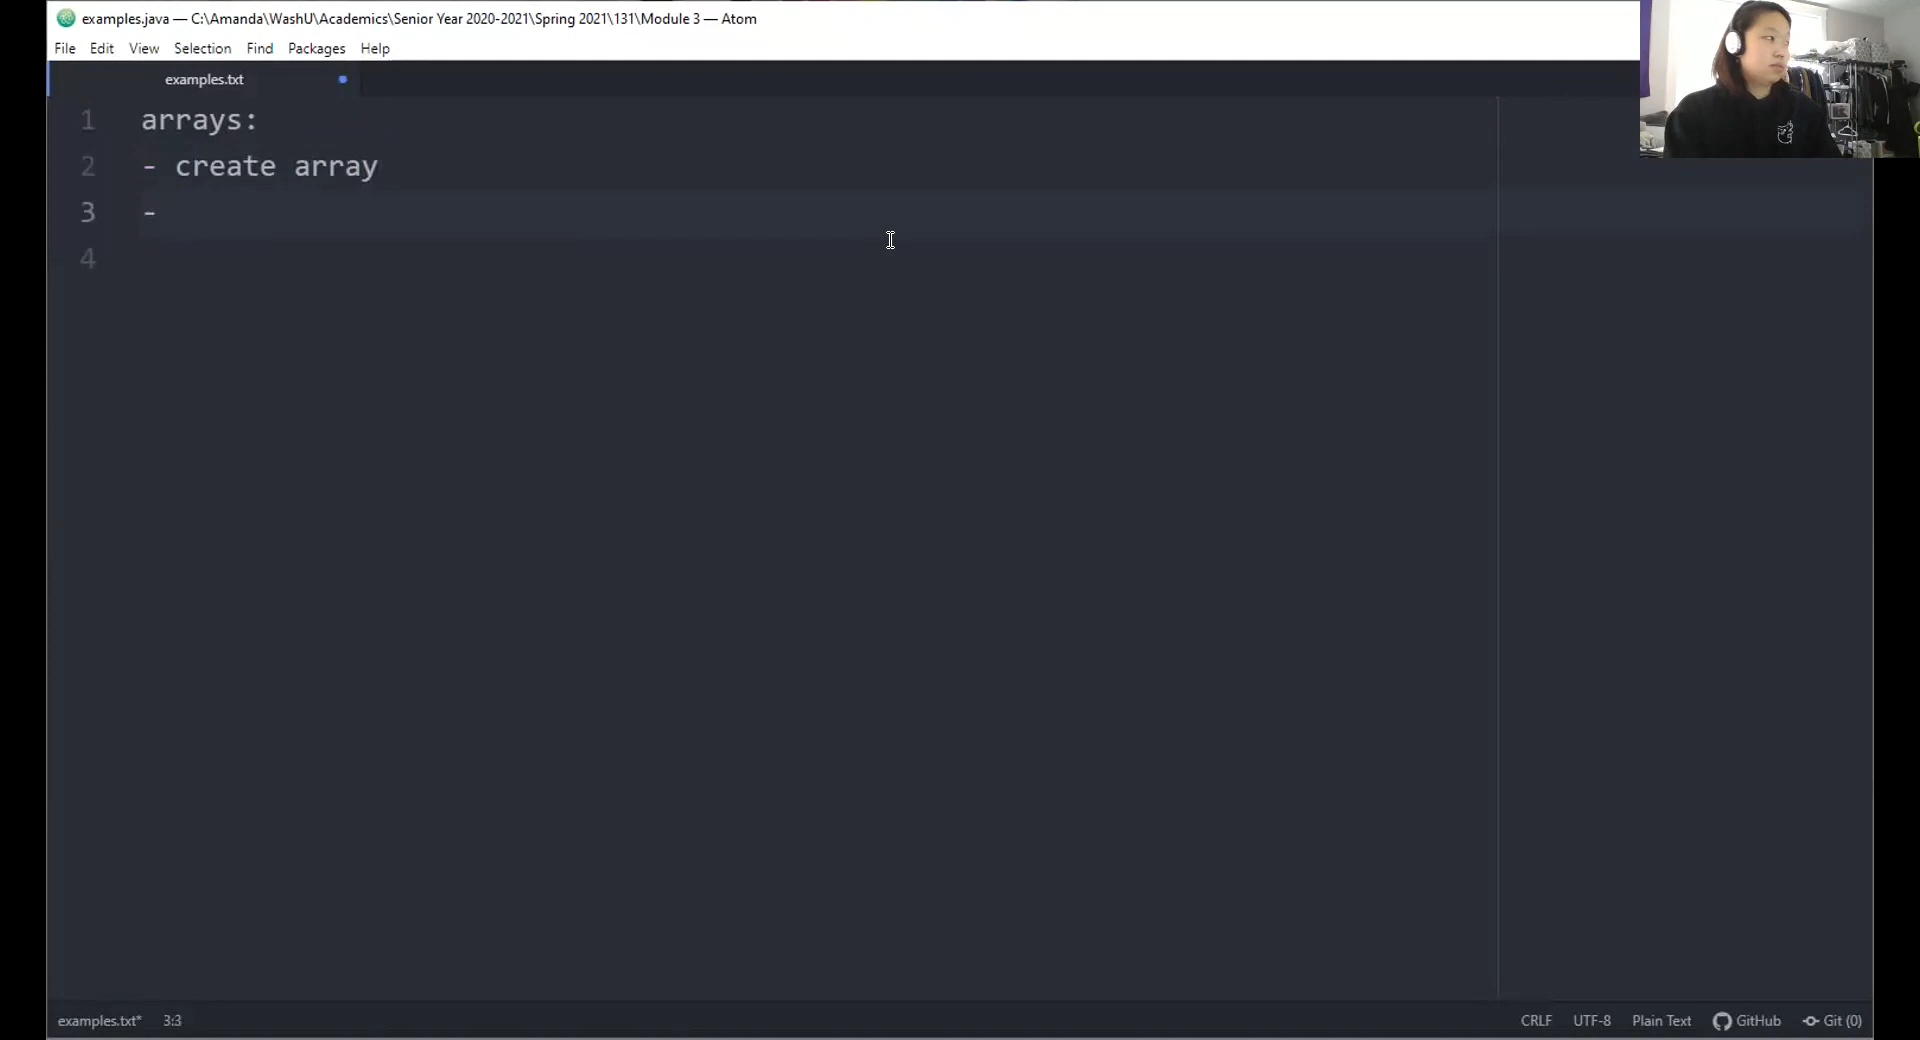 examples.java — C:\Amanda\WashU\Academics\Senior Year 2020-2021\Spring 2021\131\Module 3 — Atom
File Edit View Selection Find Packages Help
examples.txt
1 arrays:
2 - create array
3 -
4
examples.txt* 3:3 CRLF UTF-8 Plain Text GitHub Git (0)